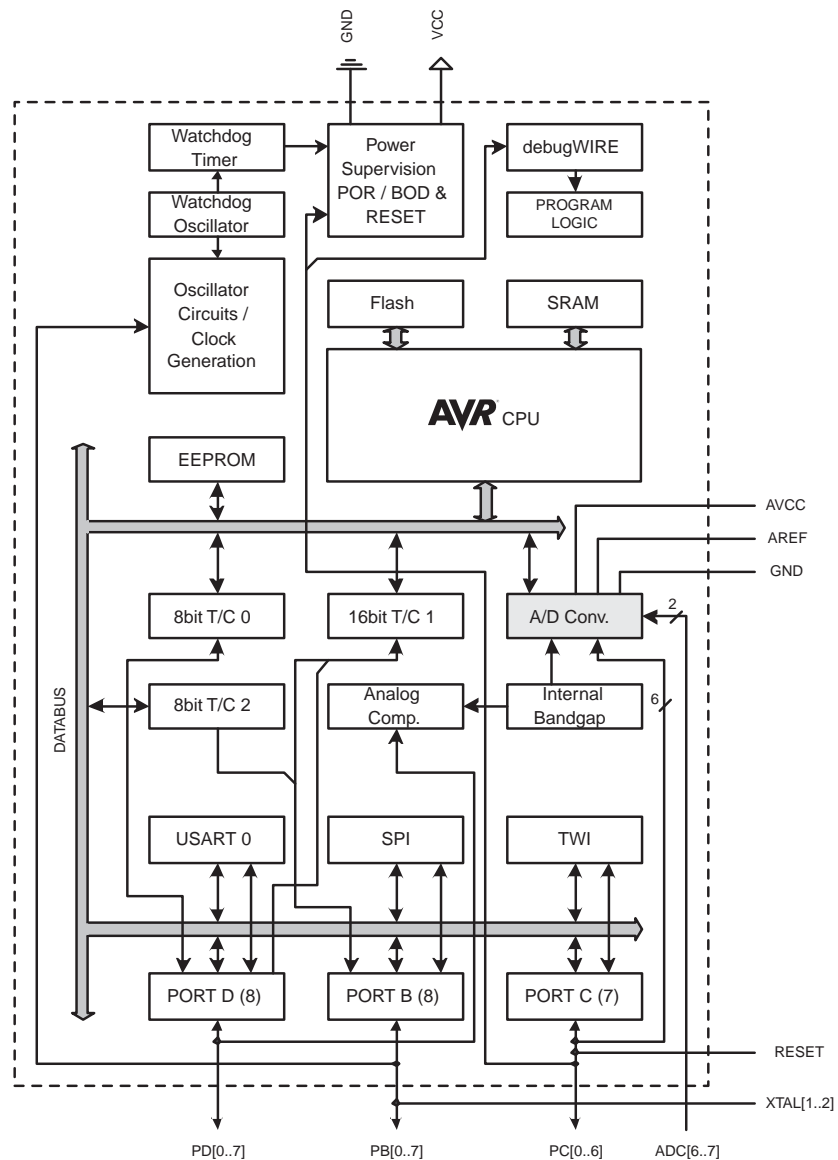 GND
VCC
Watchdog
Timer
Power
Supervision
POR / BOD &
RESET
debugWIRE
Watchdog
Oscillator
PROGRAM
LOGIC
Oscillator
Circuits /
Clock
Generation
Flash
SRAM
AVR CPU
EEPROM
AVCC
AREF
GND
8bit T/C 0
16bit T/C 1
A/D Conv.
2
DATABUS
8bit T/C 2
Analog
Comp.
Internal
Bandgap
6
USART 0
SPI
TWI
PORT D (8)
PORT B (8)
PORT C (7)
RESET
XTAL[1..2]
PD[0..7]
PB[0..7]
PC[0..6]
ADC[6..7]